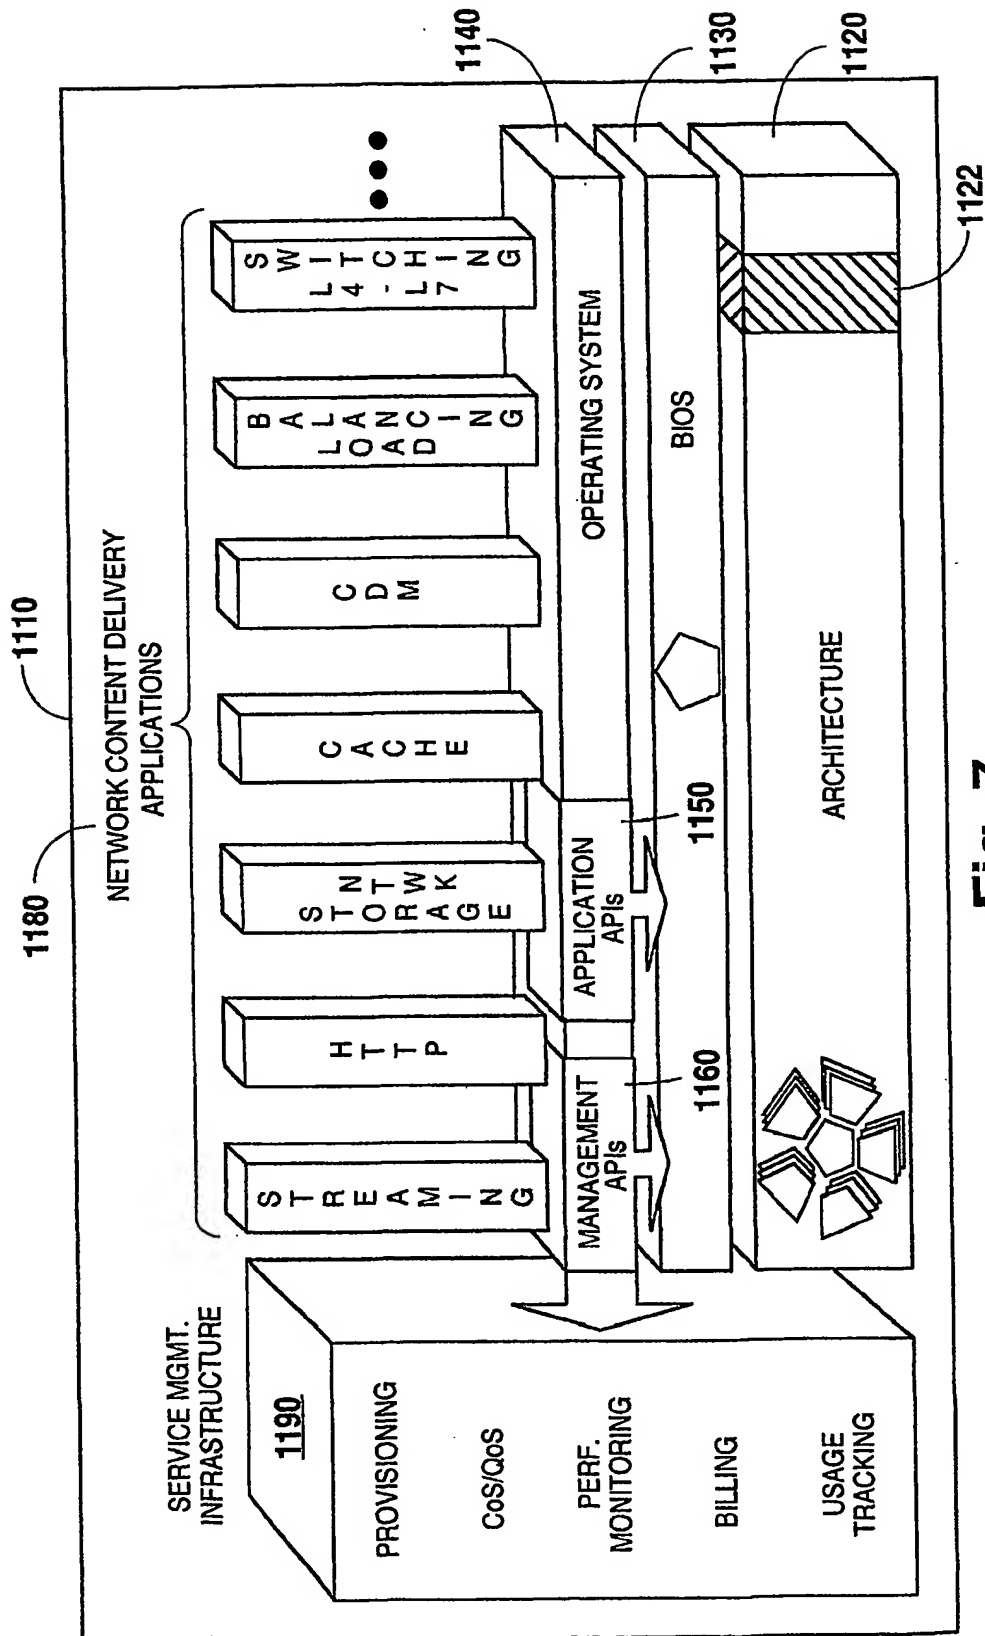 1110
1180
NETWORK CONTENT DELIVERY
APPLICATIONS
SERVICE MGMT.
INFRASTRUCTURE
1190
PROVISIONING
CoS/QoS
PERF.
MONITORING
BILLING
USAGE
TRACKING
STREAMING
HTTP
STORAGE
NTWK
CACHE
CDM
LOAD
BALANCING
L4-L7
SWITCHING
1140
MANAGEMENT
APIs
APPLICATION
APIs
OPERATING SYSTEM
1130
1160
1150
BIOS
1120
ARCHITECTURE
1122